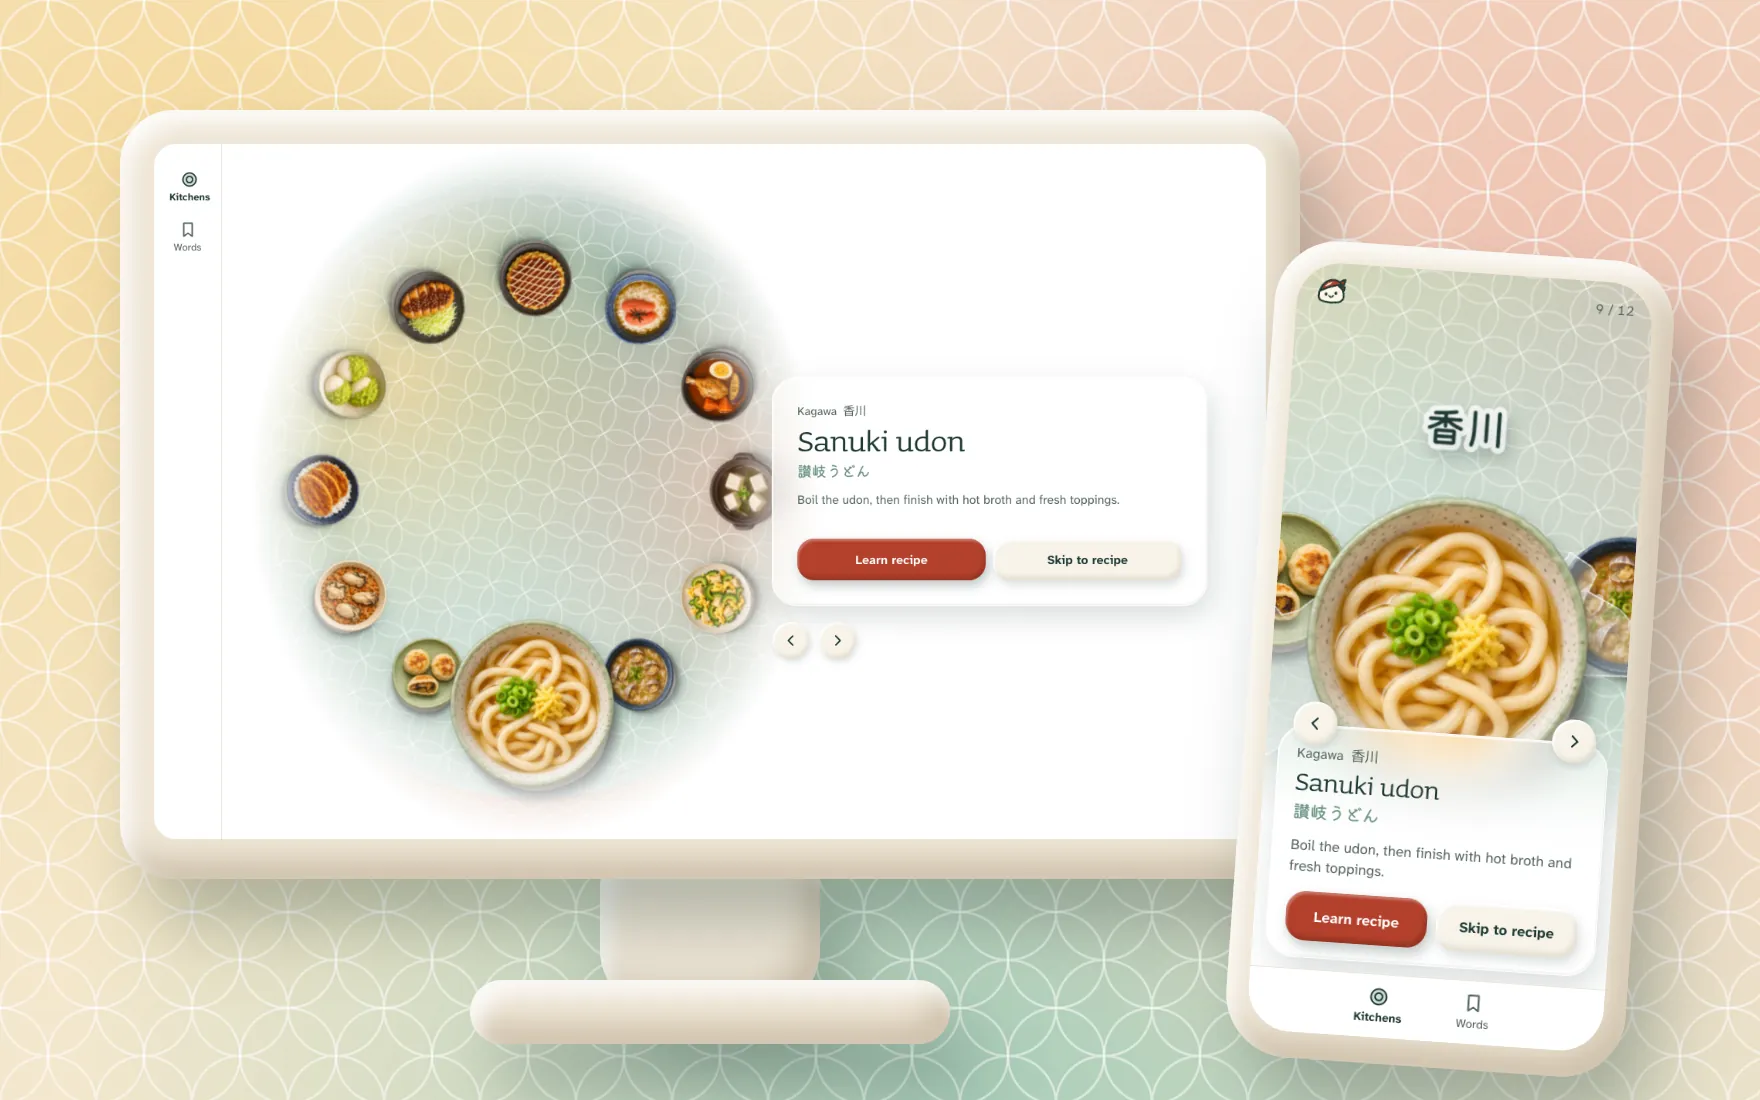 Kitchens
Words
Kagawa 香川
Sanuki udon
讃岐うどん
Boil the udon, then finish with hot broth and fresh toppings.
Learn recipe
Skip to recipe
9 / 12
香川
Kagawa 香川
Sanuki udon
讃岐うどん
Boil the udon, then finish with hot broth and
fresh toppings.
Learn recipe
Skip to recipe
Kitchens
Words